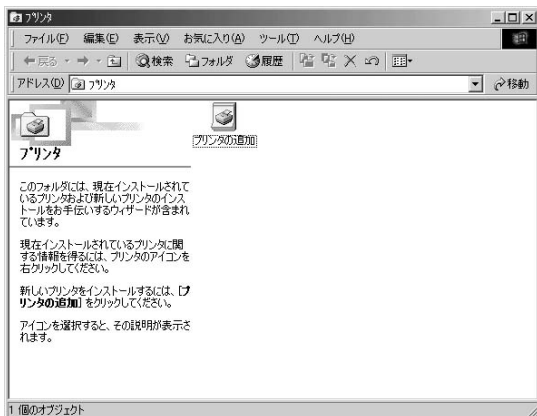 プリンタ
ファイル(F) 編集(E) 表示(V) お気に入り(A) ツール(T) ヘルプ(H)
戻る 検索 フォルダ 履歴
アドレス(D) プリンタ 移動
プリンタの追加
プリンタ
このフォルダには、現在インストールされて
いるプリンタおよび新しいプリンタのインス
トールをお手伝いするウィザードが含まれ
ています。
現在インストールされているプリンタに関
する情報を得るには、プリンタのアイコンを
右クリックしてください。
新しいプリンタをインストールするには、[プ
リンタの追加] をクリックしてください。
アイコンを選択すると、その説明が表示さ
れます。
1 個のオブジェクト